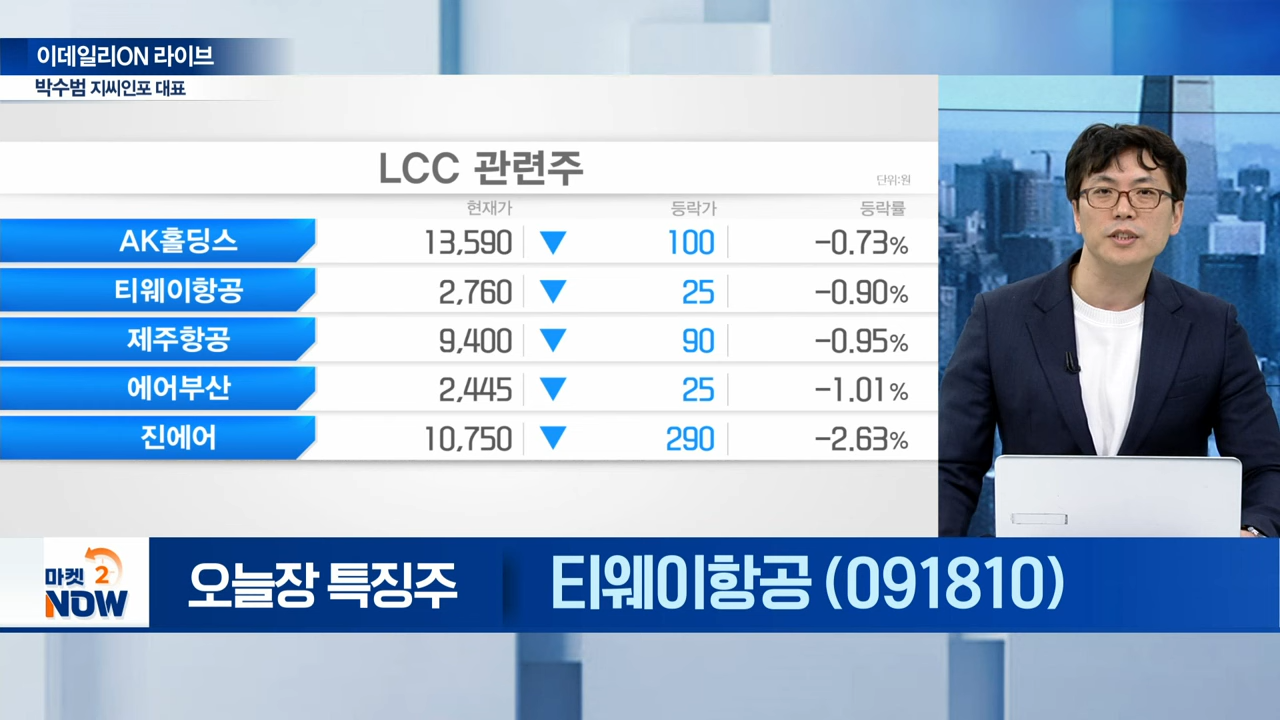 이데일리ON 라이브
박수범 지씨인포 대표
LCC 관련주
단위:원
현재가 등락가 등락률
AK홀딩스 13,590 ▼ 100 -0.73%
티웨이항공 2,760 ▼ 25 -0.90%
제주항공 9,400 ▼ 90 -0.95%
에어부산 2,445 ▼ 25 -1.01%
진에어 10,750 ▼ 290 -2.63%
마켓 2
NOW
오늘장 특징주 티웨이항공 (091810)